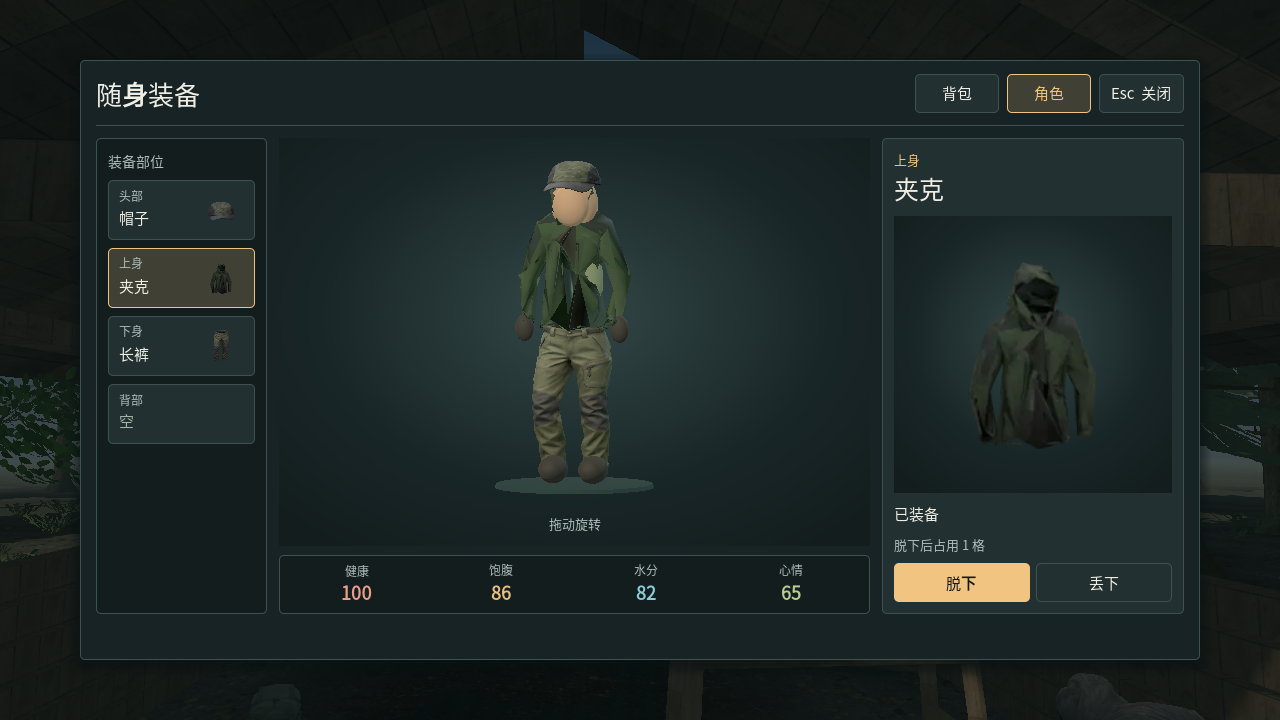 随身装备
背包
角色
Esc 关闭
装备部位
头部
帽子
上身
夹克
下身
长裤
背部
空
拖动旋转
健康
100
饱腹
86
水分
82
心情
65
上身
夹克
已装备
脱下后占用 1 格
脱下
丢下